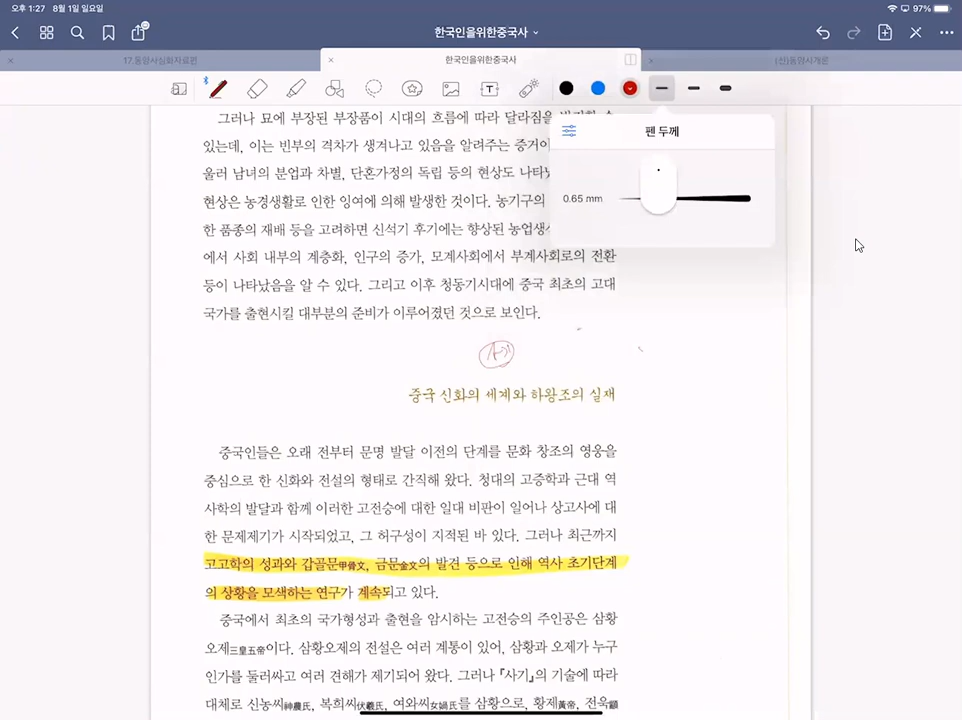 오후 1:27 8월 1일 일요일
97%
한국인을위한중국사
17.동양사심화자료편
한국인을위한중국사
(신)동양사개론
펜 두께
0.65 mm
그러나 묘에 부장된 부장품이 시대의 흐름에 따라 달라짐을
있는데, 이는 빈부의 격차가 생겨나고 있음을 알려주는 증거이
울러 남녀의 분업과 차별, 단혼가정의 독립 등의 현상도 나타났
현상은 농경생활로 인한 잉여에 의해 발생한 것이다. 농기구의
한 품종의 재배 등을 고려하면 신석기 후기에는 향상된 농업생
에서 사회 내부의 계층화, 인구의 증가, 모계사회에서 부계사회로의 전환
등이 나타났음을 알 수 있다. 그리고 이후 청동기시대에 중국 최초의 고대
국가를 출현시킬 대부분의 준비가 이루어졌던 것으로 보인다.
사기
중국 신화의 세계와 하왕조의 실재
중국인들은 오래 전부터 문명 발달 이전의 단계를 문화 창조의 영웅을
중심으로 한 신화와 전설의 형태로 간직해 왔다. 청대의 고증학과 근대 역
사학의 발달과 함께 이러한 고전승에 대한 일대 비판이 일어나 상고사에 대
한 문제제기가 시작되었고, 그 허구성이 지적된 바 있다. 그러나 최근까지
고고학의 성과와 갑골문甲骨文, 금문金文의 발견 등으로 인해 역사 초기단계
의 상황을 모색하는 연구가 계속되고 있다.
중국에서 최초의 국가형성과 출현을 암시하는 고전승의 주인공은 삼황
오제三皇五帝이다. 삼황오제의 전설은 여러 계통이 있어, 삼황과 오제가 누구
인가를 둘러싸고 여러 견해가 제기되어 왔다. 그러나 『사기』의 기술에 따라
대체로 신농씨神農氏, 복희씨伏羲氏, 여와씨女媧氏를 삼황으로, 황제黃帝, 전욱顓